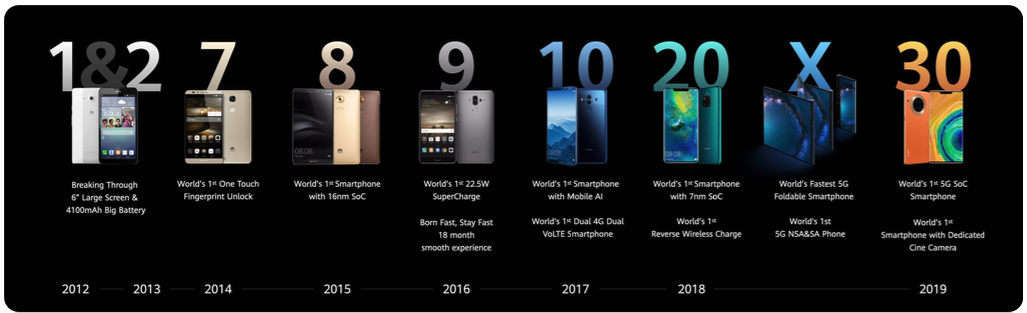 1&2
7
8
9
10
20
X
30
Breaking Through
6" Large Screen &
4100mAh Big Battery
World's 1st One Touch
Fingerprint Unlock
World's 1st Smartphone
with 16nm SoC
World's 1st 22.5W
SuperCharge
Born Fast, Stay Fast
18 month
smooth experience
World's 1st Smartphone
with Mobile AI
World's 1st Dual 4G Dual
VoLTE Smartphone
World's 1st Smartphone
with 7nm SoC
World's 1st
Reverse Wireless Charge
World's Fastest 5G
Foldable Smartphone
World's 1st
5G NSA&SA Phone
World's 1st 5G SoC
Smartphone
World's 1st
Smartphone with Dedicated
Cine Camera
2012
2013
2014
2015
2016
2017
2018
2019